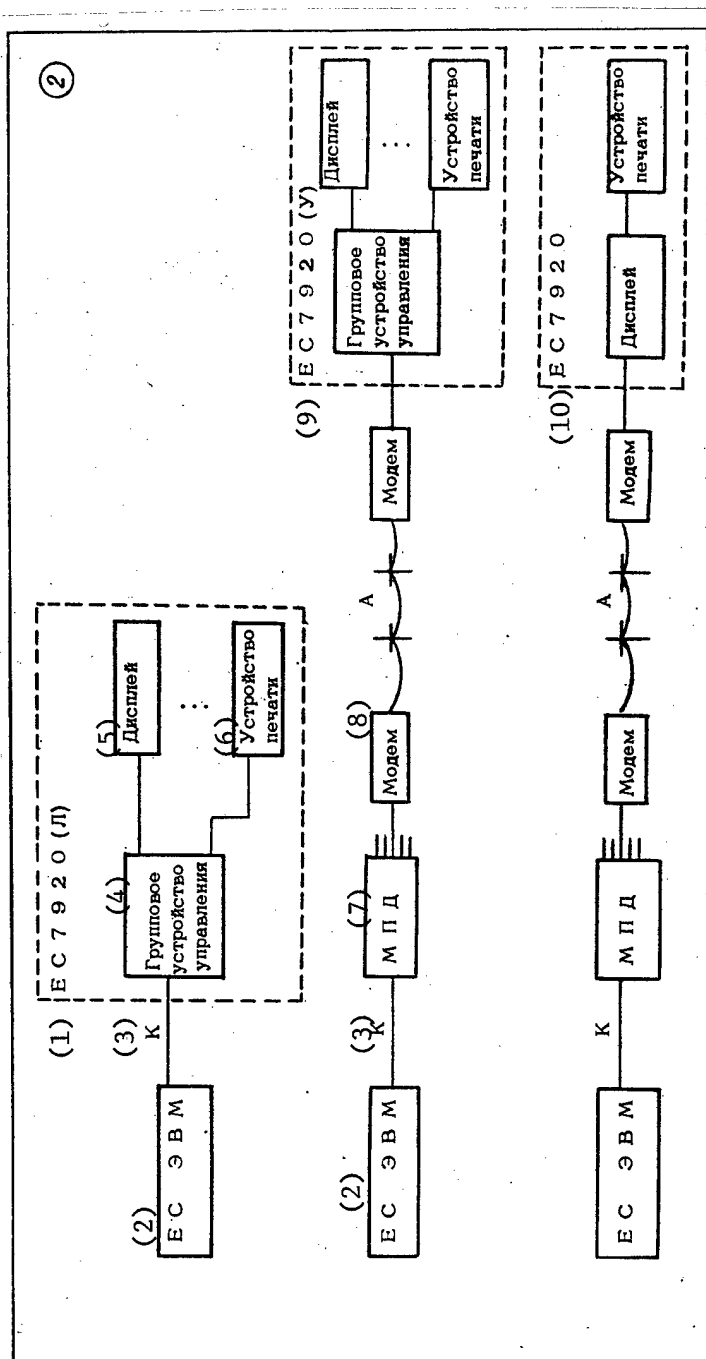 2
(1) ЕС 7920 (Л)
(2)
ЕС ЭВМ
(3)
К
(4)
Групповое
устройство
управления
(5)
Дисплей
...
(6)
Устройство
печати
(2)
ЕС ЭВМ
(3)
К
(7)
МПД
(8)
Модем
А
Модем
(9) ЕС 7920 (У)
Групповое
устройство
управления
Дисплей
...
Устройство
печати
ЕС ЭВМ
К
МПД
Модем
А
Модем
(10) ЕС 7920
Дисплей
Устройство
печати